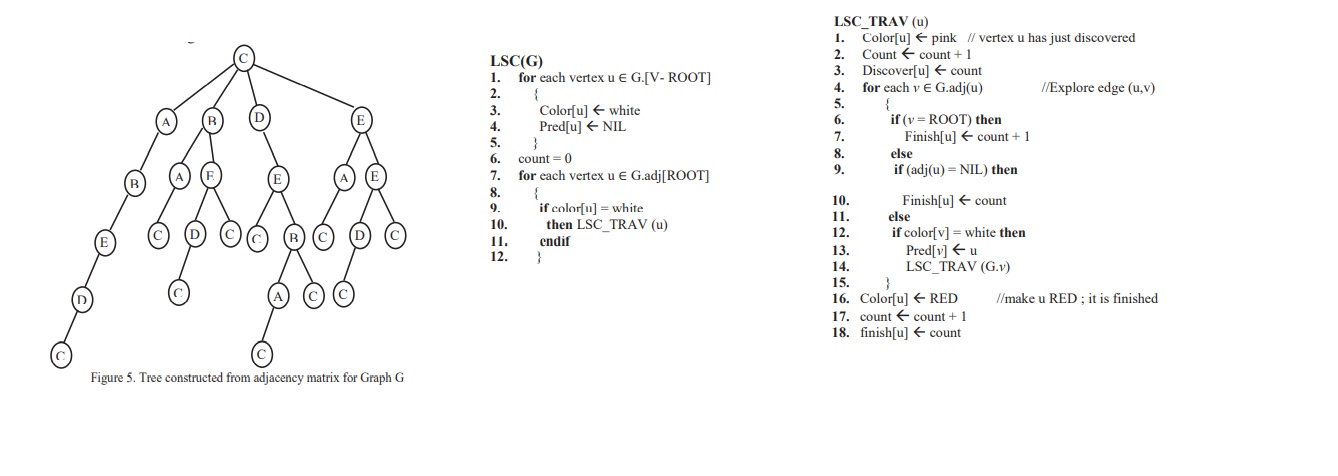 C
A
B
D
E
B
A
E
E
A
E
E
C
D
C
C
B
C
D
C
D
C
A
C
C
C
C
Figure 5. Tree constructed from adjacency matrix for Graph G
LSC(G)
1. for each vertex u ∈ G.[V- ROOT]
2. {
3. Color[u] ← white
4. Pred[u] ← NIL
5. }
6. count = 0
7. for each vertex u ∈ G.adj[ROOT]
8. {
9. if color[u] = white
10. then LSC_TRAV (u)
11. endif
12. }
LSC_TRAV (u)
1. Color[u] ← pink // vertex u has just discovered
2. Count ← count + 1
3. Discover[u] ← count
4. for each v ∈ G.adj(u) //Explore edge (u,v)
5. {
6. if (v = ROOT) then
7. Finish[u] ← count + 1
8. else
9. if (adj(u) = NIL) then
10. Finish[u] ← count
11. else
12. if color[v] = white then
13. Pred[v] ← u
14. LSC_TRAV (G.v)
15. }
16. Color[u] ← RED //make u RED ; it is finished
17. count ← count + 1
18. finish[u] ← count